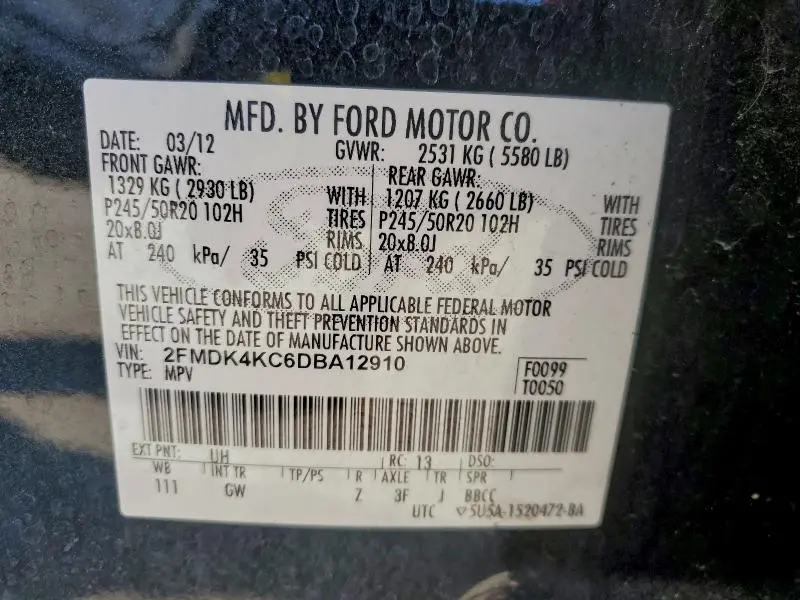 MFD. BY FORD MOTOR CO.
DATE: 03/12 GVWR: 2531 KG ( 5580 LB)
FRONT GAWR: REAR GAWR:
1329 KG ( 2930 LB) WITH 1207 KG ( 2660 LB) WITH
P245/50R20 102H TIRES P245/50R20 102H TIRES
20x8.0J RIMS 20x8.0J RIMS
AT 240 kPa/ 35 PSI COLD AT 240 kPa/ 35 PSI COLD
THIS VEHICLE CONFORMS TO ALL APPLICABLE FEDERAL MOTOR
VEHICLE SAFETY AND THEFT PREVENTION STANDARDS IN
EFFECT ON THE DATE OF MANUFACTURE SHOWN ABOVE.
VIN: 2FMDK4KC6DBA12910 F0099
TYPE: MPV T0050
EXT PNT: UH RC: 13 DSO:
WB INT TR TP/PS R AXLE TR SPR
111 GW Z 3F J BBCC
UTC ▽5U5A-1520472-BA